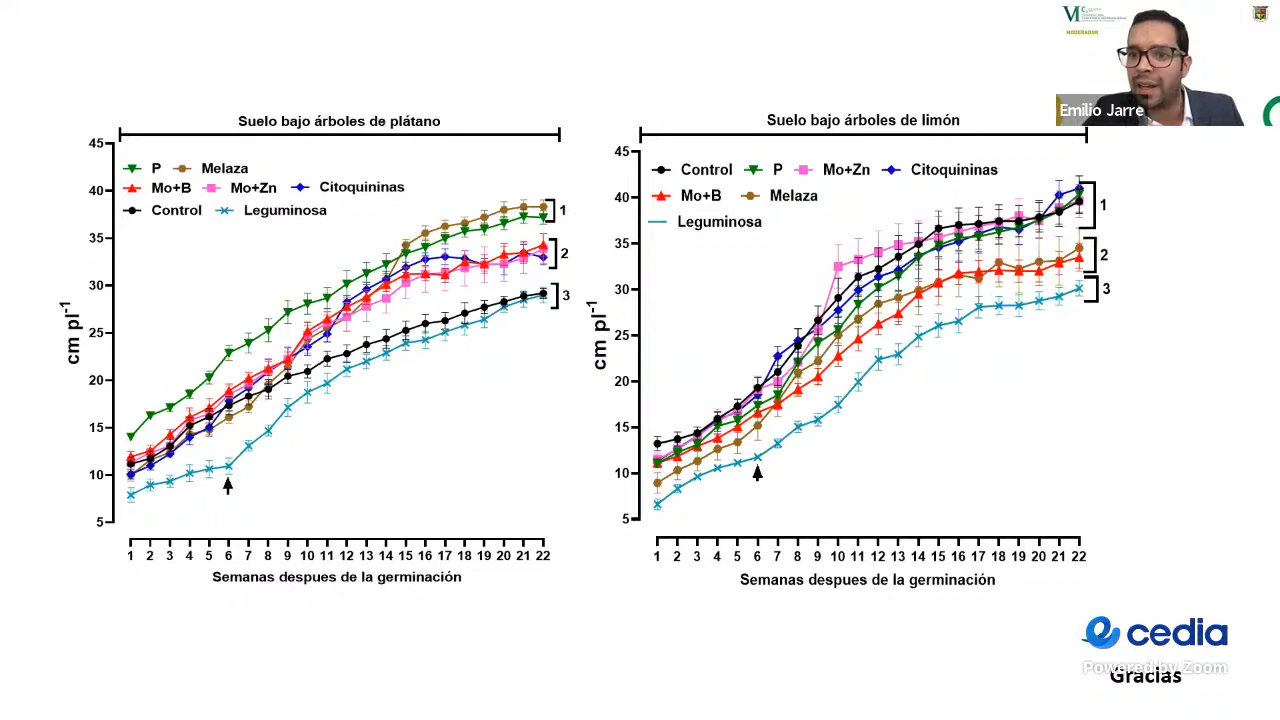 VI
MODERADOR
Emilio Jarre
Suelo bajo árboles de plátano
P Melaza
Mo+B Mo+Zn Citoquininas
Control Leguminosa
45
40
35
30
25
20
15
10
5
cm pl-1
1
2
3
1 2 3 4 5 6 7 8 9 10 11 12 13 14 15 16 17 18 19 20 21 22
Semanas despues de la germinación
Suelo bajo árboles de limón
Control P Mo+Zn Citoquininas
Mo+B Melaza
Leguminosa
45
40
35
30
25
20
15
10
5
cm pl-1
1
2
3
1 2 3 4 5 6 7 8 9 10 11 12 13 14 15 16 17 18 19 20 21 22
Semanas despues de la germinación
cedia
Powered by Zoom
Gracias